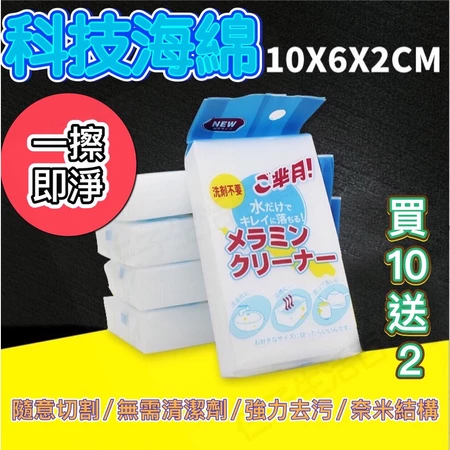 科技海綿
10X6X2CM
一擦
即淨
NEW
洗剤不要
ご半月!
水だけで
キレイに落ちる!
メラミン
クリーナー
買10送2
隨意切割/無需清潔劑/強力去污/奈米結構